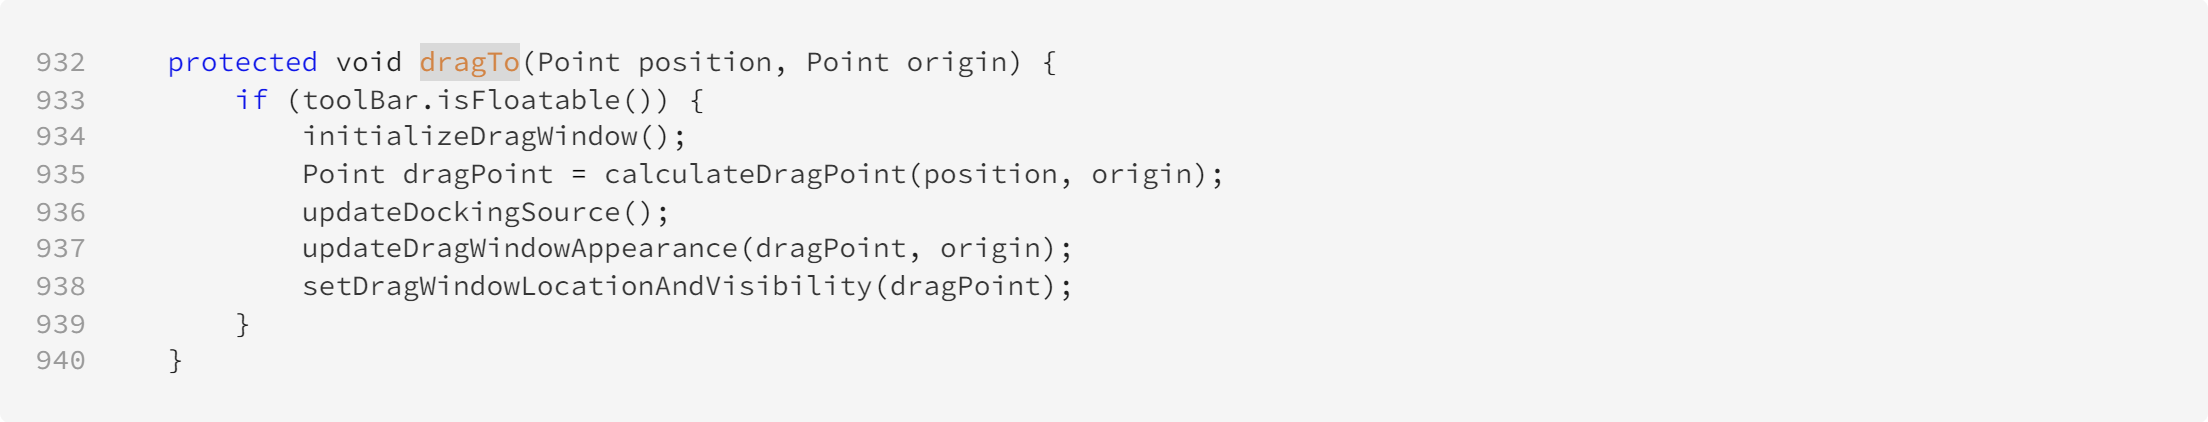 932     protected void dragTo(Point position, Point origin) {
933         if (toolBar.isFloatable()) {
934             initializeDragWindow();
935             Point dragPoint = calculateDragPoint(position, origin);
936             updateDockingSource();
937             updateDragWindowAppearance(dragPoint, origin);
938             setDragWindowLocationAndVisibility(dragPoint);
939         }
940     }